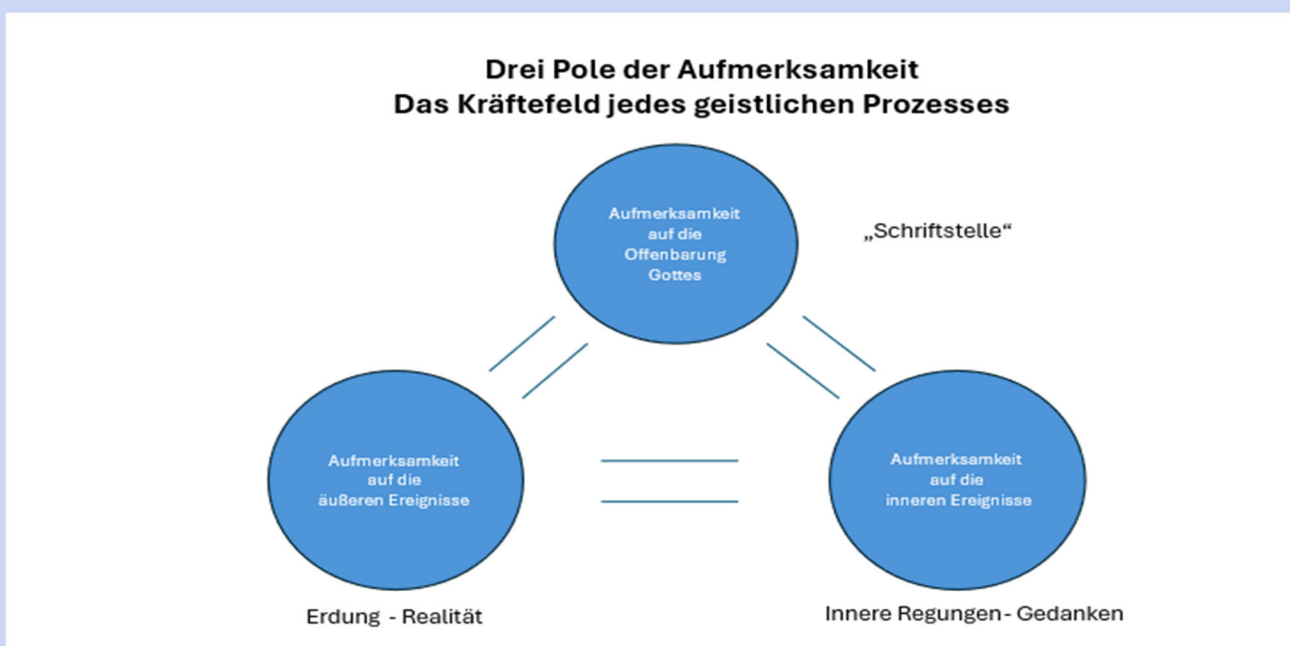 Drei Pole der Aufmerksamkeit
Das Kräftefeld jedes geistlichen Prozesses
Aufmerksamkeit
auf die
Offenbarung
Gottes
„Schriftstelle“
Aufmerksamkeit
auf die
äußeren Ereignisse
Aufmerksamkeit
auf die
inneren Ereignisse
Erdung - Realität
Innere Regungen- Gedanken